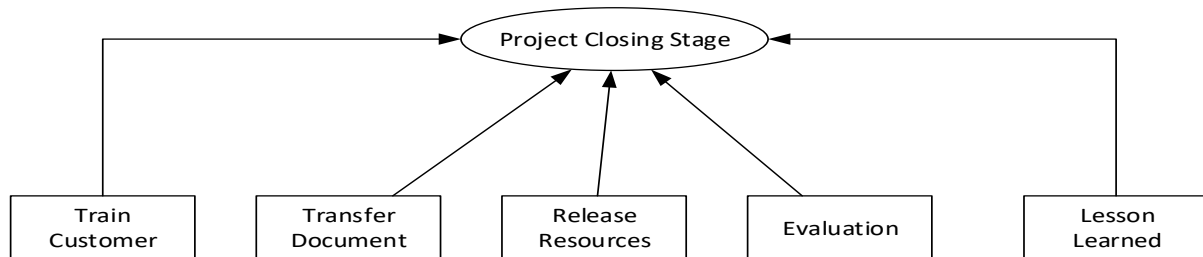 Project Closing Stage
Train
Customer
Transfer
Document
Release
Resources
Evaluation
Lesson
Learned